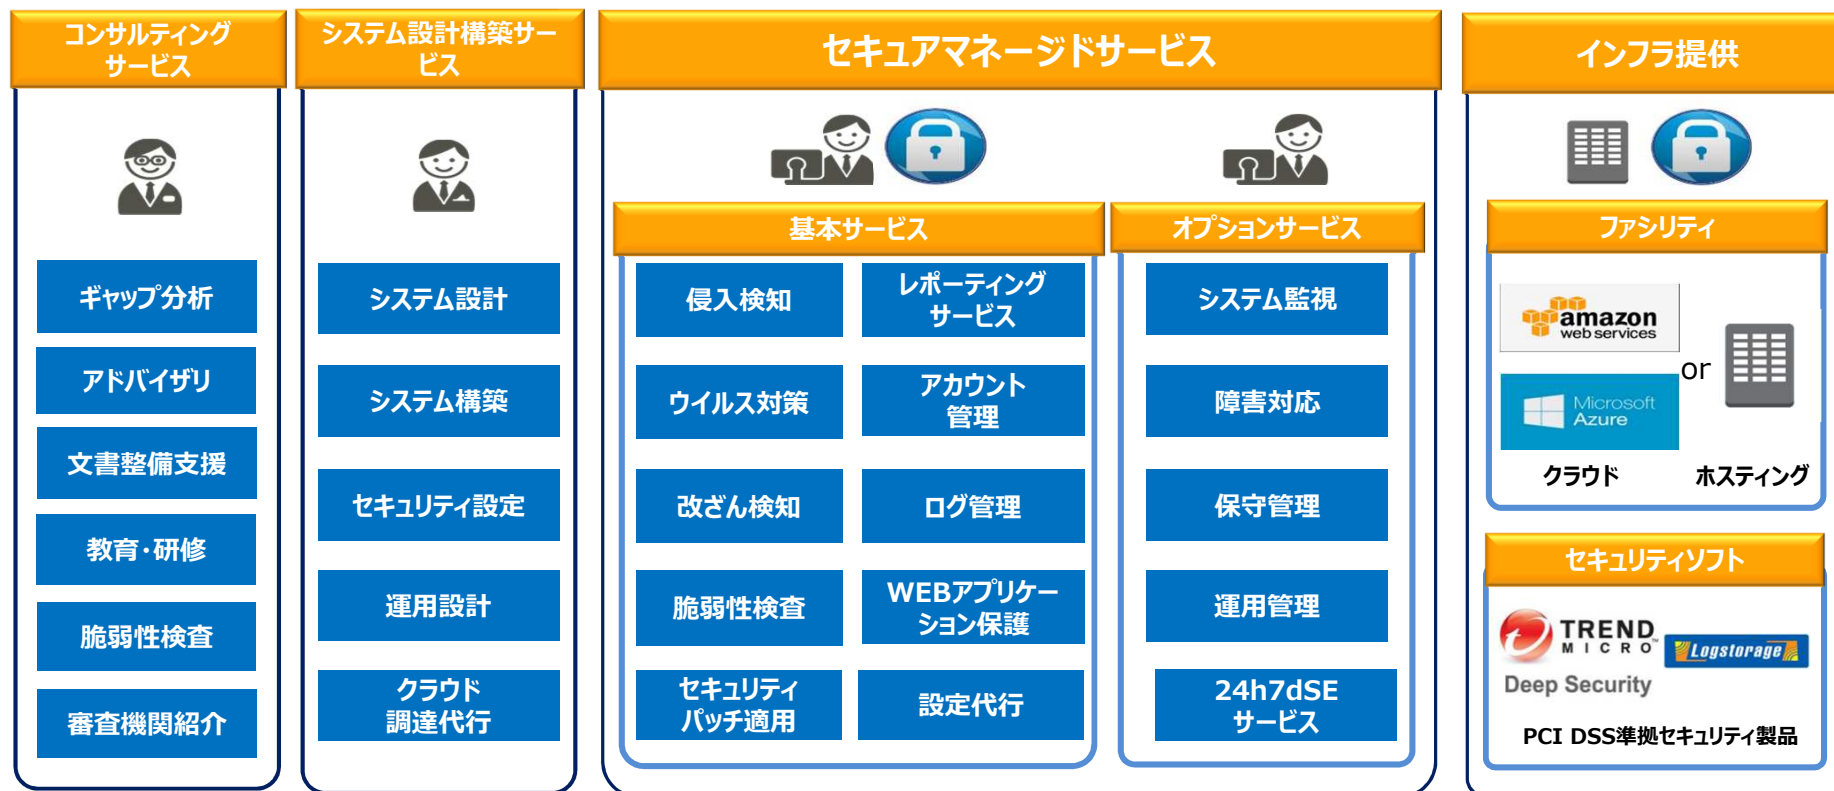 コンサルティング
サービス
ギャップ分析
アドバイザリ
文書整備支援
教育・研修
脆弱性検査
審査機関紹介
システム設計構築サー
ビス
システム設計
システム構築
セキュリティ設定
運用設計
クラウド
調達代行
セキュアマネージドサービス
基本サービス
侵入検知
ウイルス対策
改ざん検知
脆弱性検査
セキュリティ
パッチ適用
レポーティング
サービス
アカウント
管理
ログ管理
WEBアプリケー
ション保護
設定代行
オプションサービス
システム監視
障害対応
保守管理
運用管理
24h7dSE
サービス
インフラ提供
ファシリティ
amazon
web services
Microsoft
Azure
クラウド
or
ホスティング
セキュリティソフト
TREND
MICRO™
Deep Security
Logstorage
PCI DSS準拠セキュリティ製品